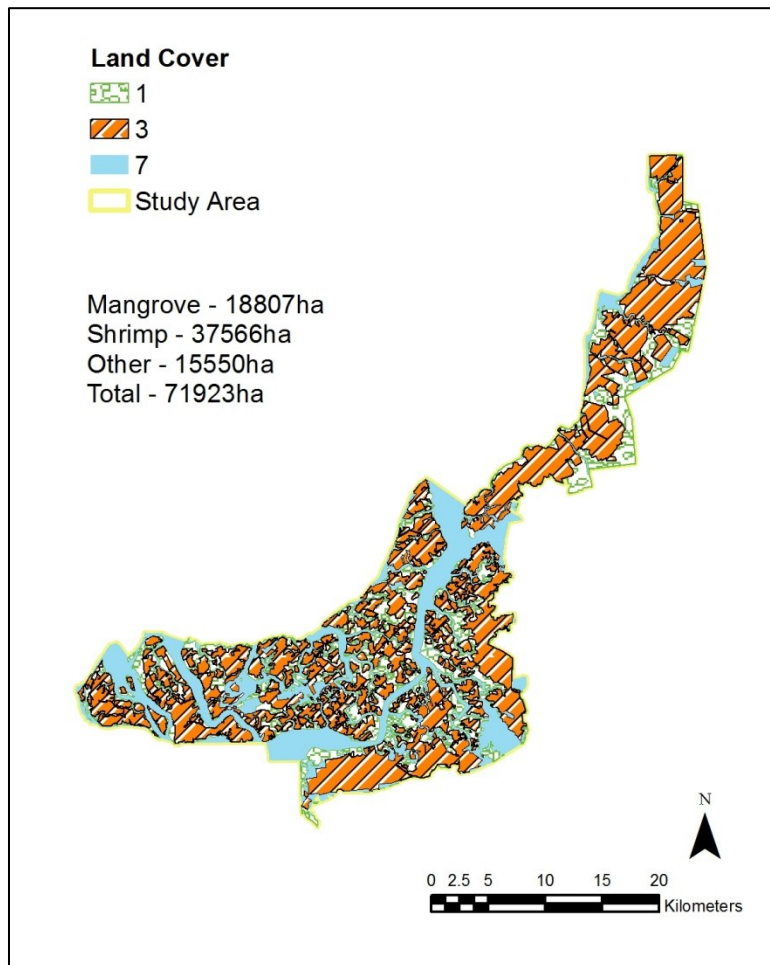 Land Cover
1
3
7
Study Area
Mangrove - 18807ha
Shrimp - 37566ha
Other - 15550ha
Total - 71923ha
N
0 2.5 5 10 15 20
Kilometers